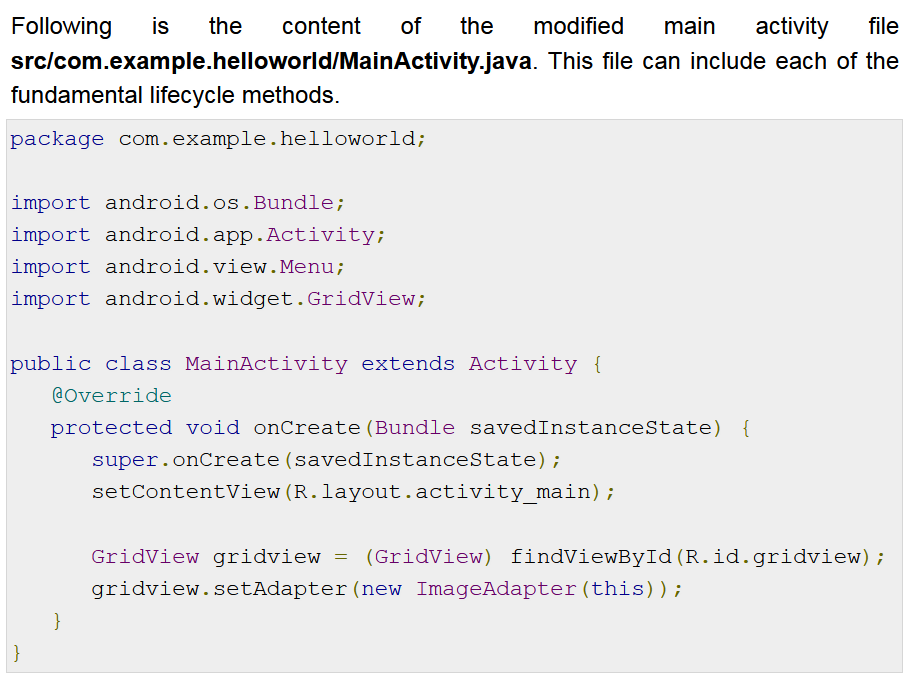 Following is the content of the modified main activity file
src/com.example.helloworld/MainActivity.java. This file can include each of the
fundamental lifecycle methods.
package com.example.helloworld;
import android.os.Bundle;
import android.app.Activity;
import android.view.Menu;
import android.widget.GridView;
public class MainActivity extends Activity {
   @Override
   protected void onCreate(Bundle savedInstanceState) {
      super.onCreate(savedInstanceState);
      setContentView(R.layout.activity_main);
      GridView gridview = (GridView) findViewById(R.id.gridview);
      gridview.setAdapter(new ImageAdapter(this));
   }
}